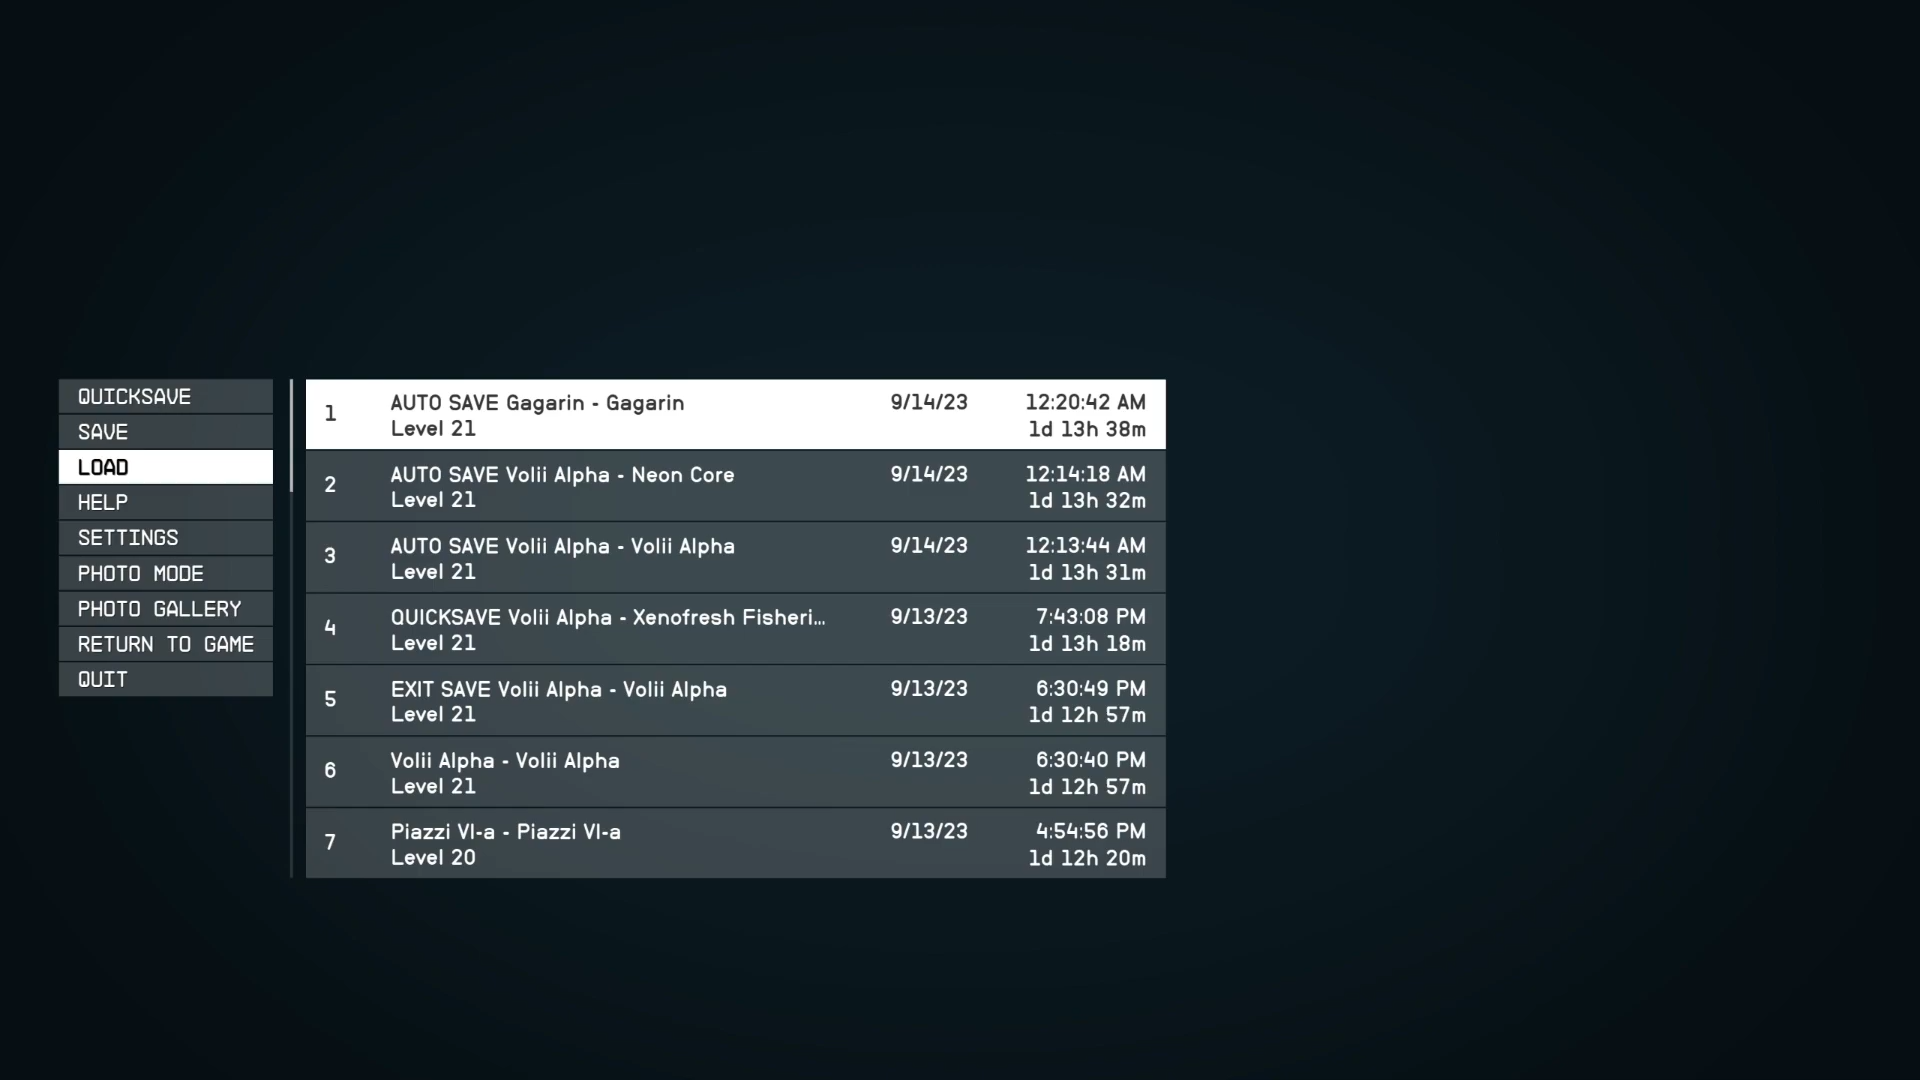 QUICKSAVE
SAVE
LOAD
HELP
SETTINGS
PHOTO MODE
PHOTO GALLERY
RETURN TO GAME
QUIT
1 AUTO SAVE Gagarin - Gagarin 9/14/23 12:20:42 AM
Level 21 1d 13h 38m
2 AUTO SAVE Volii Alpha - Neon Core 9/14/23 12:14:18 AM
Level 21 1d 13h 32m
3 AUTO SAVE Volii Alpha - Volii Alpha 9/14/23 12:13:44 AM
Level 21 1d 13h 31m
4 QUICKSAVE Volii Alpha - Xenofresh Fisheri... 9/13/23 7:43:08 PM
Level 21 1d 13h 18m
5 EXIT SAVE Volii Alpha - Volii Alpha 9/13/23 6:30:49 PM
Level 21 1d 12h 57m
6 Volii Alpha - Volii Alpha 9/13/23 6:30:40 PM
Level 21 1d 12h 57m
7 Piazzi VI-a - Piazzi VI-a 9/13/23 4:54:56 PM
Level 20 1d 12h 20m